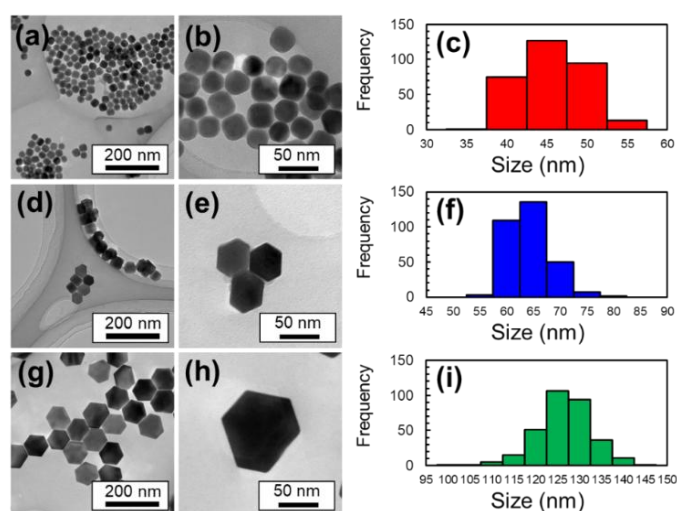 (a)
200 nm
(b)
50 nm
(c)
Frequency
150
100
50
0
30 35 40 45 50 55 60
Size (nm)
(d)
200 nm
(e)
50 nm
(f)
Frequency
150
100
50
0
45 50 55 60 65 70 75 80 85 90
Size (nm)
(g)
200 nm
(h)
50 nm
(i)
Frequency
150
100
50
0
95 100 105 110 115 120 125 130 135 140 145 150
Size (nm)